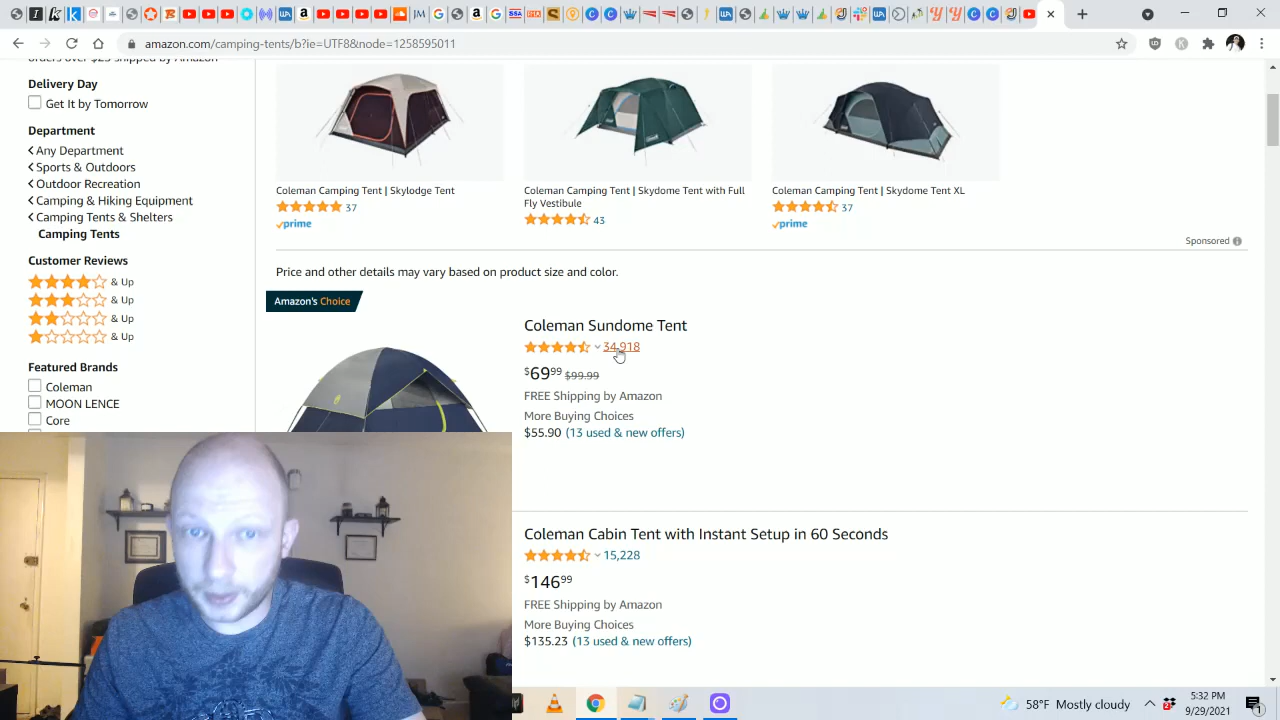 amazon.com/camping-tents/b?ie=UTF8&node=1258595011
orders over $25 shipped by Amazon
Delivery Day
Get It by Tomorrow
Department
Any Department
Sports & Outdoors
Outdoor Recreation
Camping & Hiking Equipment
Camping Tents & Shelters
Camping Tents
Customer Reviews
& Up
& Up
& Up
& Up
Featured Brands
Coleman
MOON LENCE
Core
Coleman Camping Tent | Skylodge Tent
37
prime
Coleman Camping Tent | Skydome Tent with Full
Fly Vestibule
43
Coleman Camping Tent | Skydome Tent XL
37
prime
Sponsored
Price and other details may vary based on product size and color.
Amazon's Choice
Coleman Sundome Tent
34,918
$69.99 $99.99
FREE Shipping by Amazon
More Buying Choices
$55.90 (13 used & new offers)
Coleman Cabin Tent with Instant Setup in 60 Seconds
15,228
$146.99
FREE Shipping by Amazon
More Buying Choices
$135.23 (13 used & new offers)
58°F Mostly cloudy
5:32 PM
9/29/2021